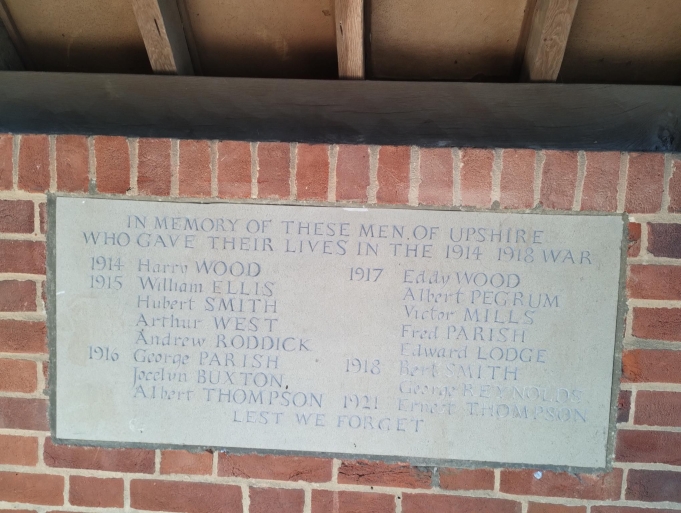 IN MEMORY OF THESE MEN, OF UPSHIRE
WHO GAVE THEIR LIVES IN THE 1914 1918 WAR
1914 Harry WOOD
1915 William ELLIS
Hubert SMITH
Arthur WEST
Andrew RODDICK
1916 George PARISH
Jocelyn BUXTON
Albert THOMPSON
1917 Eddy WOOD
Albert PEGRUM
Victor MILLS
Fred PARISH
Edward LODGE
1918 Bert SMITH
George REYNOLDS
1921 Ernest THOMPSON
LEST WE FORGET